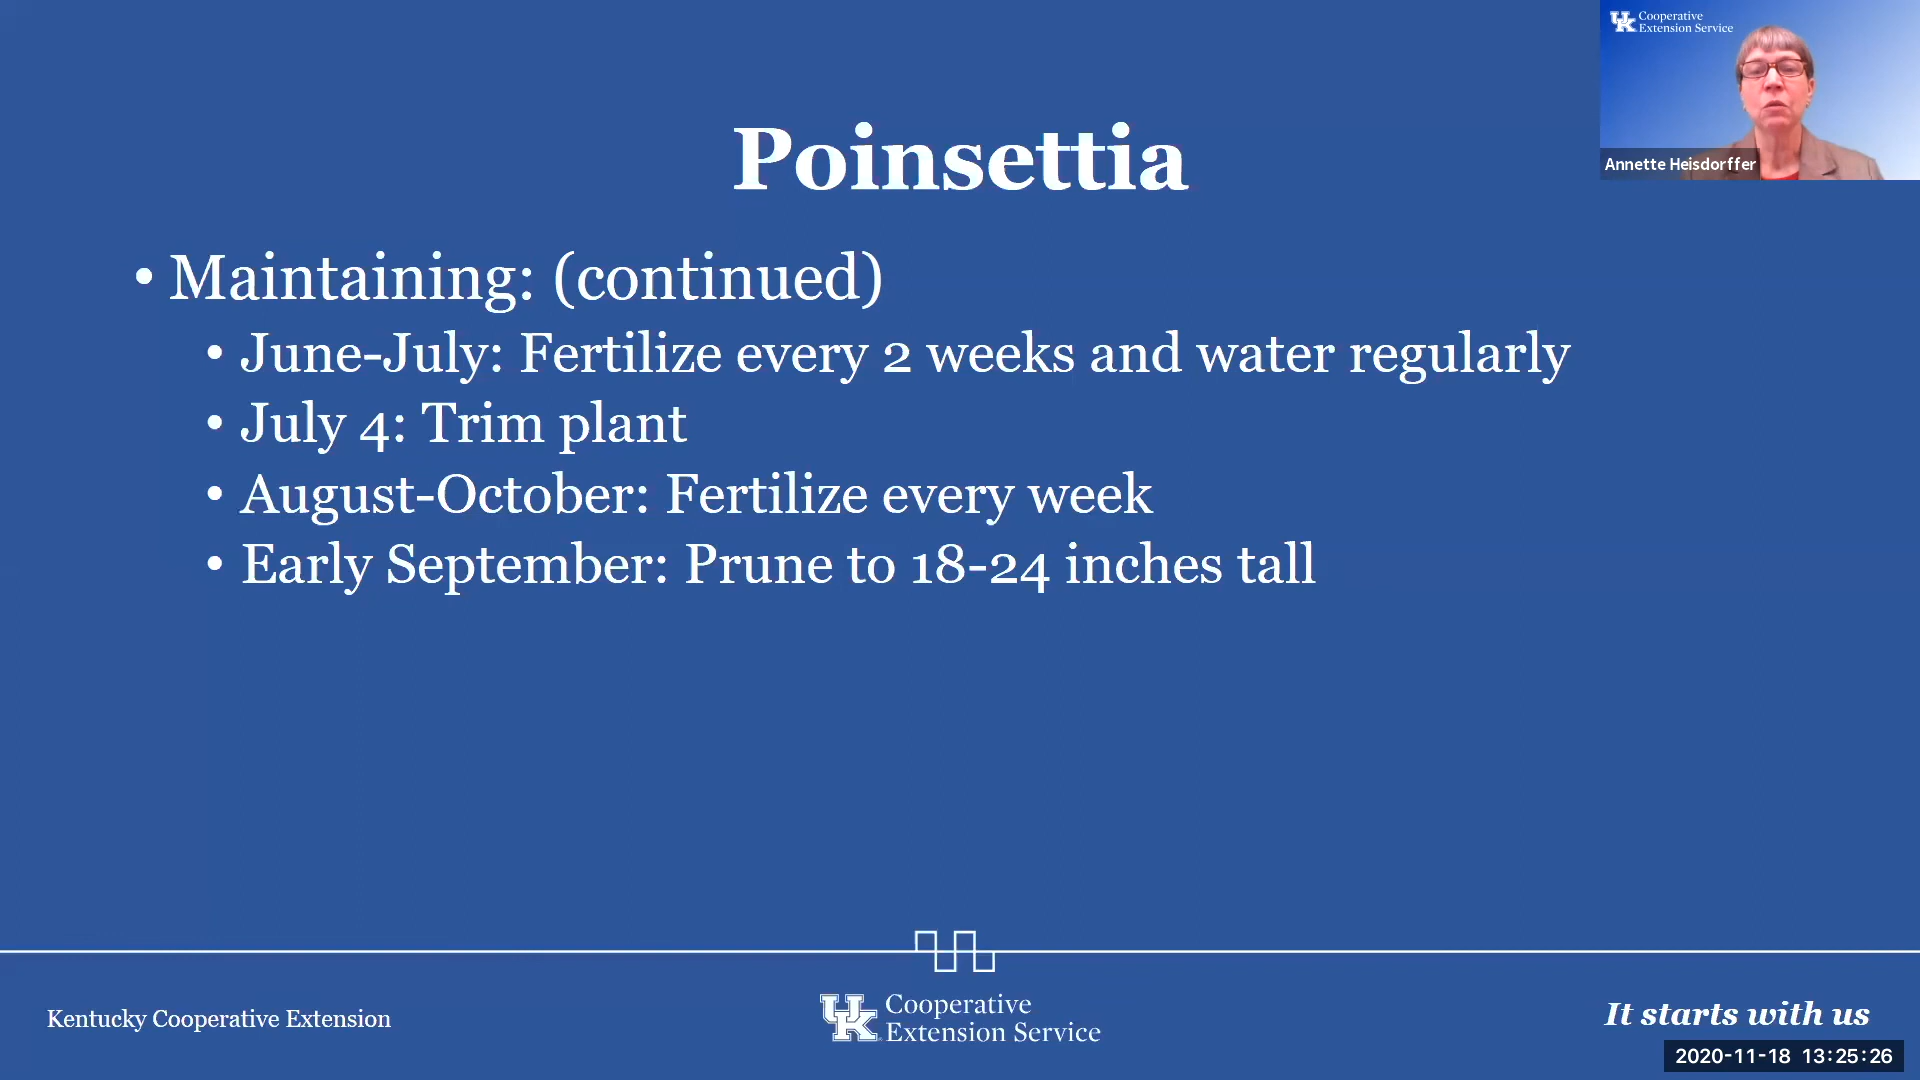 Cooperative
Extension Service
Annette Heisdorffer
Poinsettia
• Maintaining: (continued)
• June-July: Fertilize every 2 weeks and water regularly
• July 4: Trim plant
• August-October: Fertilize every week
• Early September: Prune to 18-24 inches tall
Kentucky Cooperative Extension
UK Cooperative
Extension Service
It starts with us
2020-11-18 13:25:26